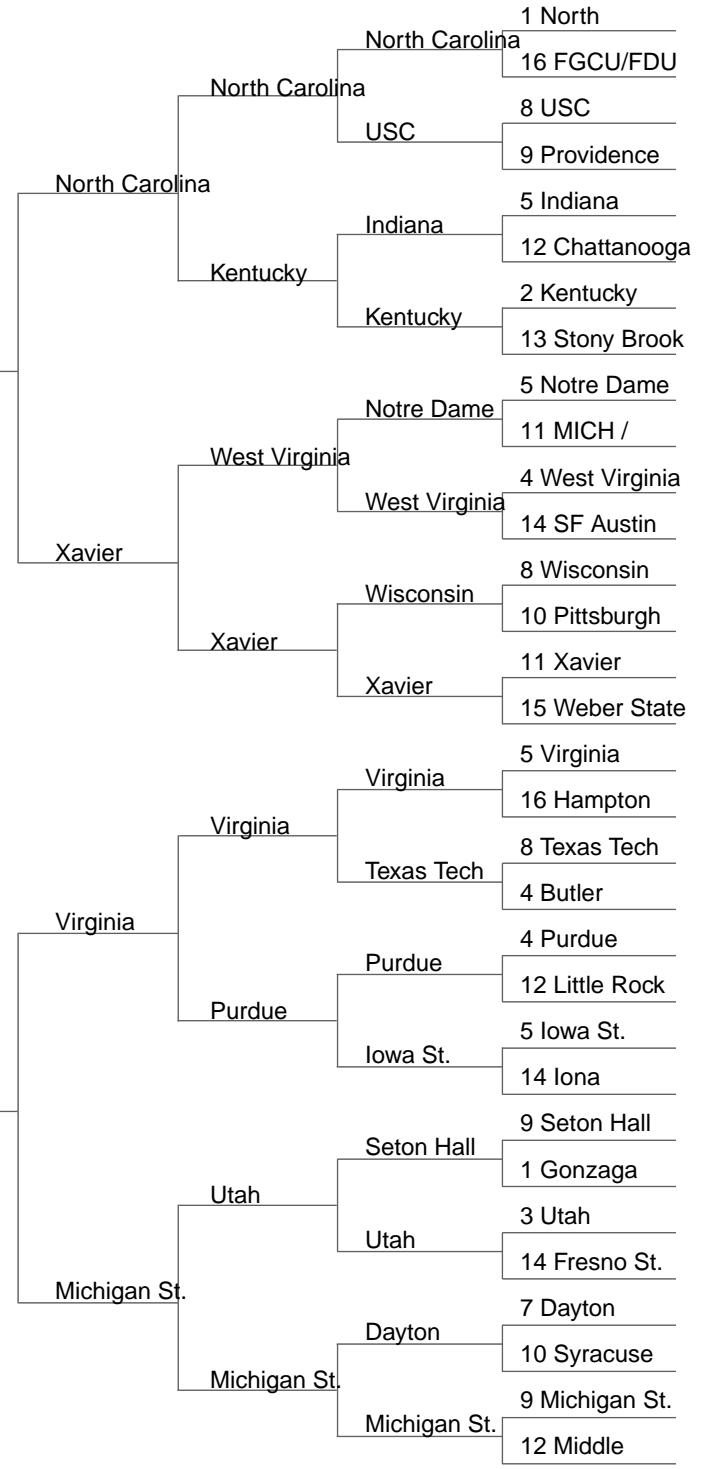 1 North
North Carolina
16 FGCU/FDU
North Carolina
8 USC
USC
9 Providence
North Carolina
5 Indiana
Indiana
12 Chattanooga
Kentucky
2 Kentucky
Kentucky
13 Stony Brook
5 Notre Dame
Notre Dame
11 MICH /
West Virginia
4 West Virginia
West Virginia
14 SF Austin
Xavier
8 Wisconsin
Wisconsin
10 Pittsburgh
Xavier
11 Xavier
Xavier
15 Weber State
5 Virginia
Virginia
16 Hampton
Virginia
8 Texas Tech
Texas Tech
4 Butler
Virginia
4 Purdue
Purdue
12 Little Rock
Purdue
5 Iowa St.
Iowa St.
14 Iona
9 Seton Hall
Seton Hall
1 Gonzaga
Utah
3 Utah
Utah
14 Fresno St.
Michigan St.
7 Dayton
Dayton
10 Syracuse
Michigan St.
9 Michigan St.
Michigan St.
12 Middle